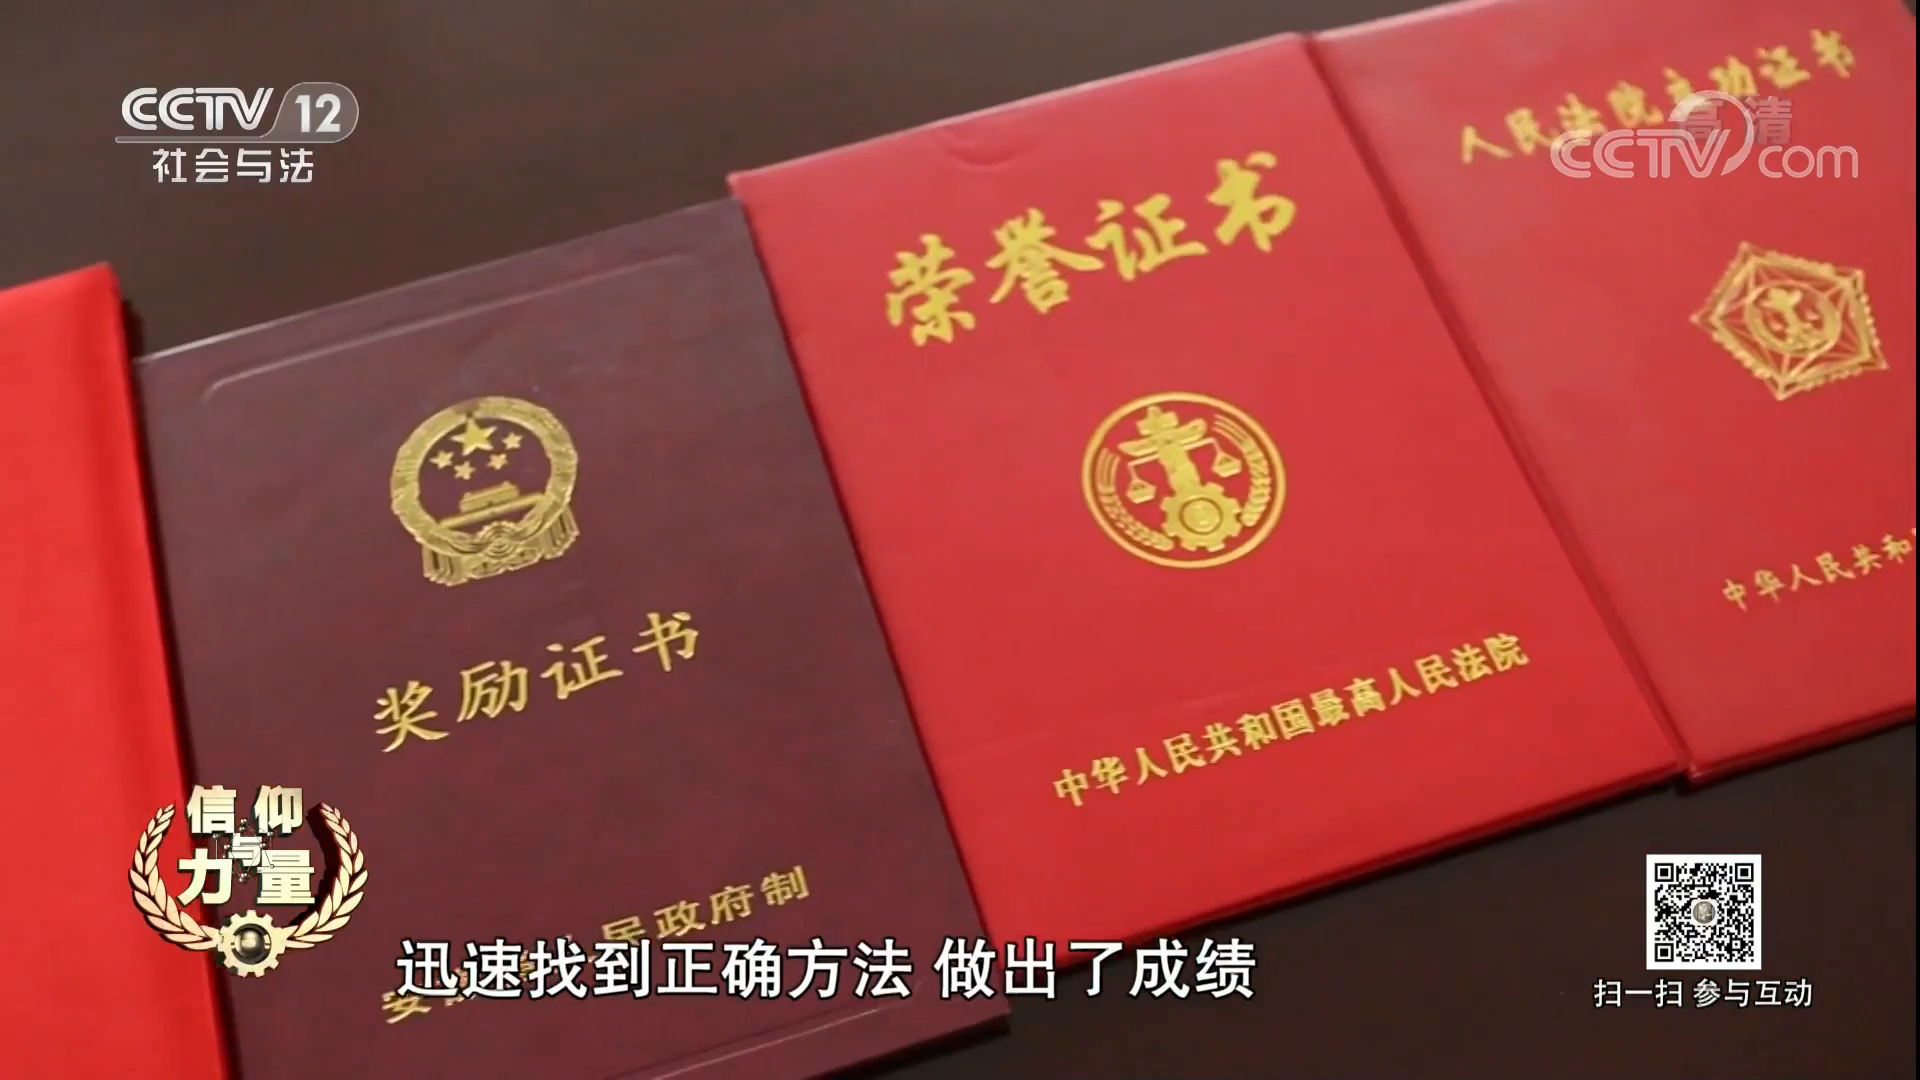 CCTV 12
社会与法
高清
CCTV com
人民法院立功证书
中华人民共和
荣誉证书
中华人民共和国最高人民法院
奖励证书
民政府制
信仰
与
力量
迅速找到正确方法 做出了成绩
扫一扫 参与互动